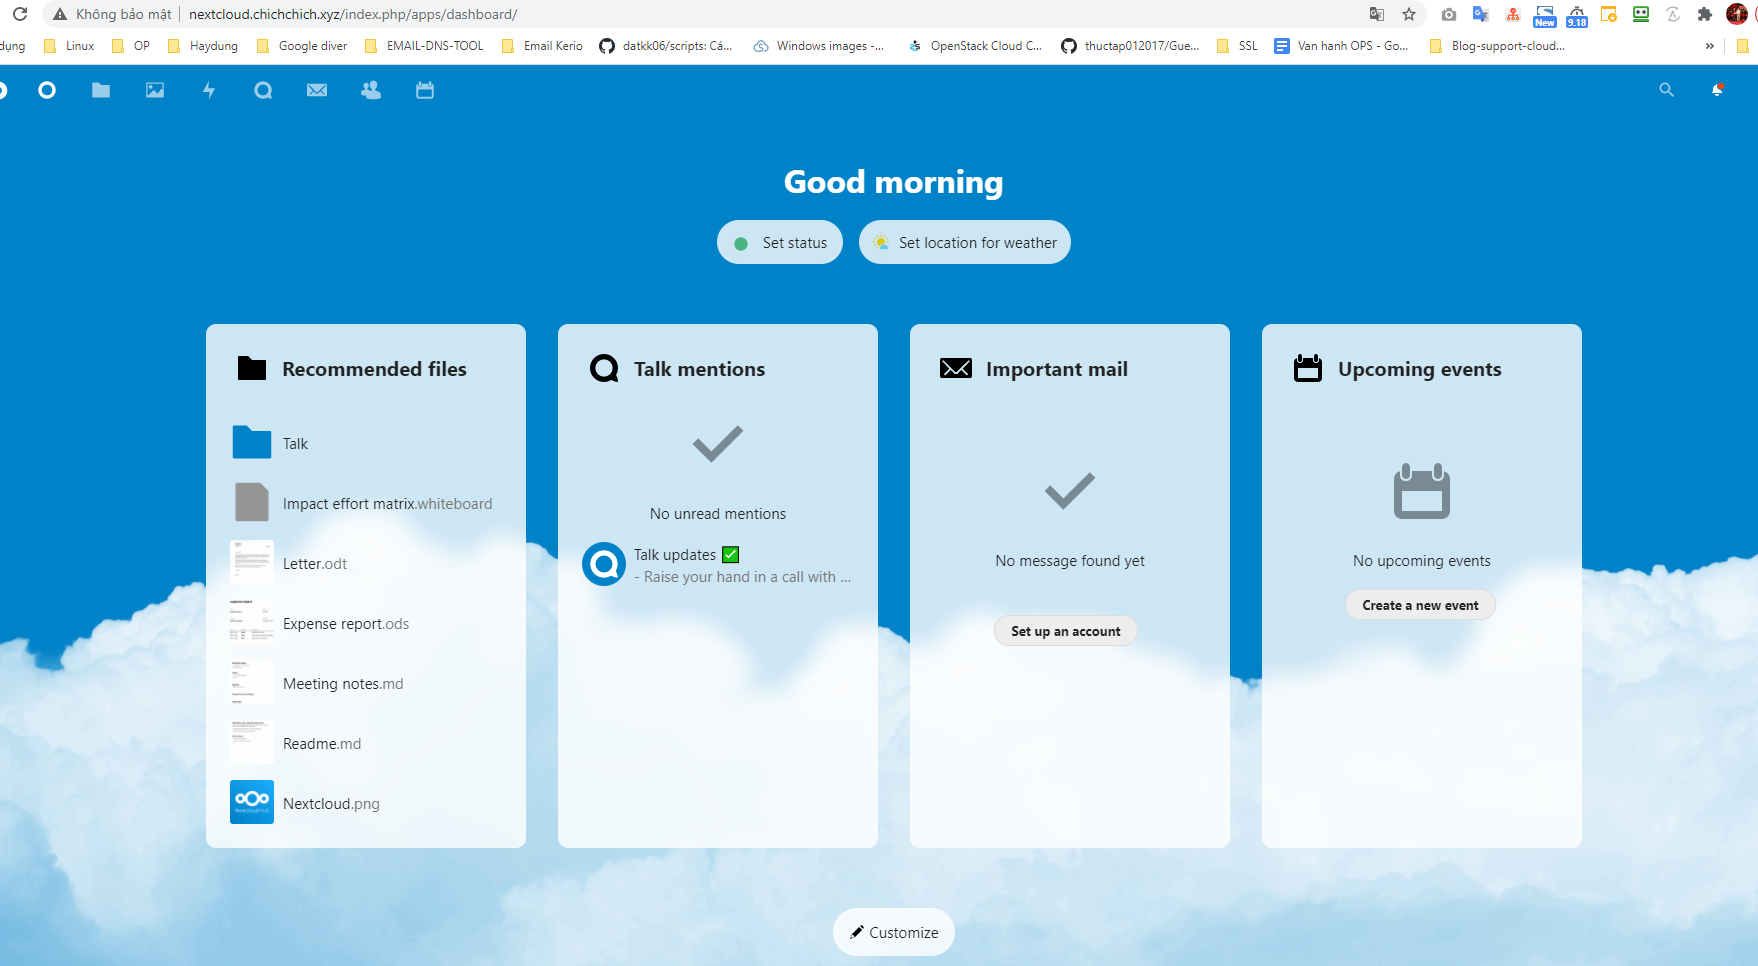 Không bảo mật | nextcloud.chichchich.xyz/index.php/apps/dashboard/
New
9.18
dụng Linux OP Haydung Google diver EMAIL-DNS-TOOL Email Kerio datkk06/scripts: Cá... Windows images -... OpenStack Cloud C... thuctap012017/Gue... SSL Van hanh OPS - Go... Blog-support-cloud... »
Good morning
Set status
Set location for weather
Recommended files
Talk
Impact effort matrix.whiteboard
Letter.odt
Expense report.ods
Meeting notes.md
Readme.md
Nextcloud.png
Talk mentions
No unread mentions
Talk updates ✅
- Raise your hand in a call with ...
Important mail
No message found yet
Set up an account
Upcoming events
No upcoming events
Create a new event
Customize